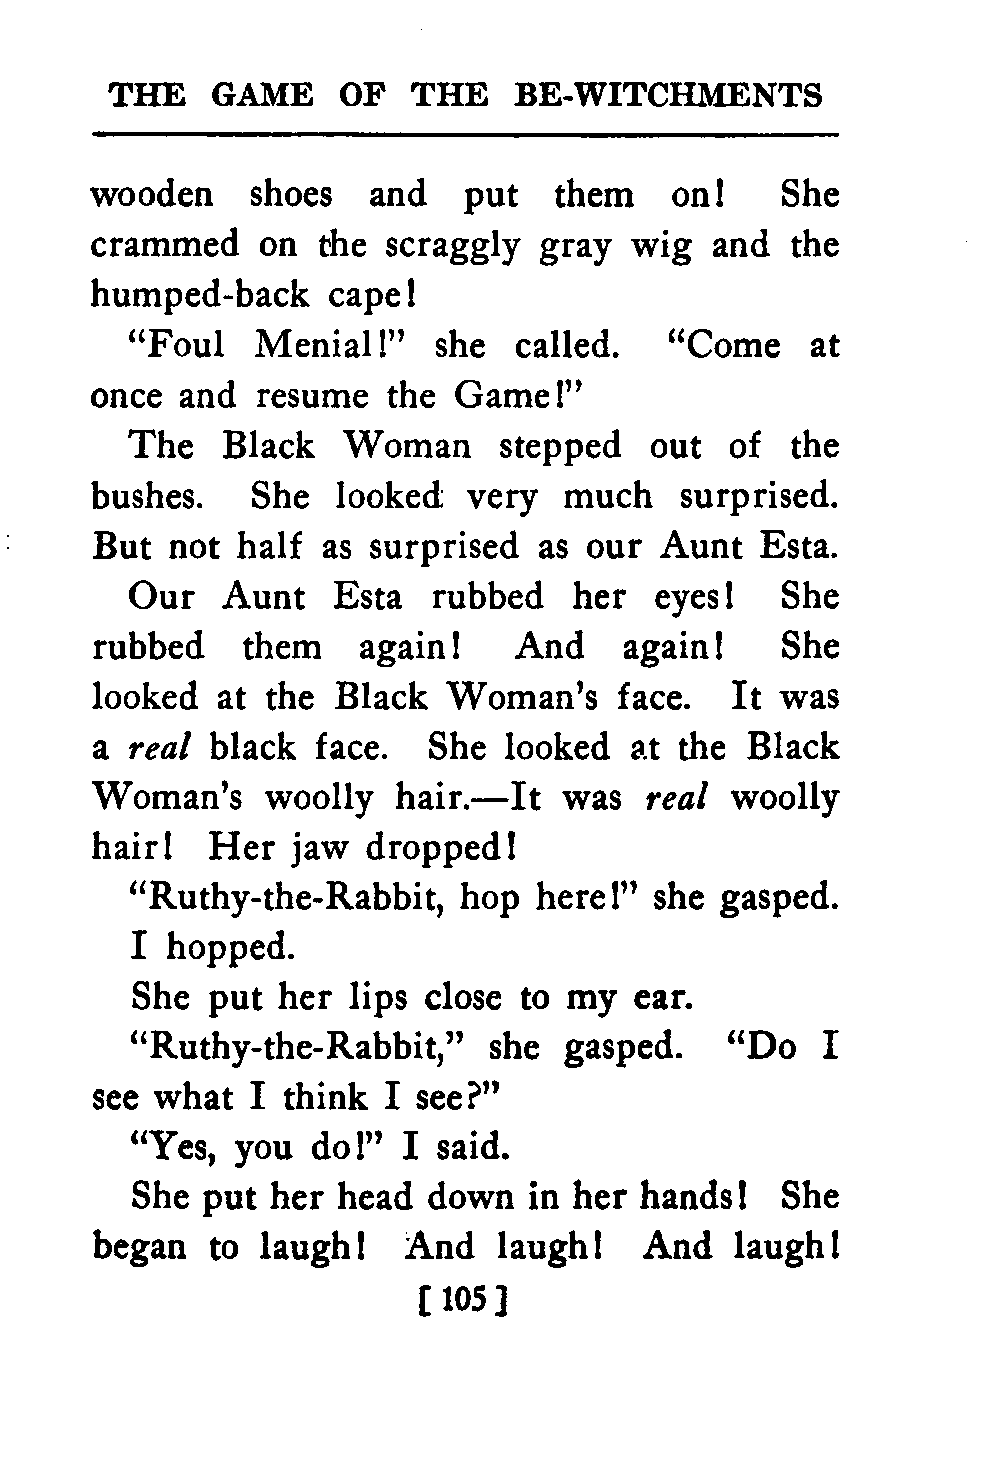 THE GAME OF THE BE-WITCHMENTS
wooden shoes and put them on! She
crammed on the scraggly gray wig and the
humped-back cape!
“Foul Menial!” she called. “Come at
once and resume the Game!”
The Black Woman stepped out of the
bushes. She looked very much surprised.
But not half as surprised as our Aunt Esta.
Our Aunt Esta rubbed her eyes! She
rubbed them again! And again! She
looked at the Black Woman's face. It was
a real black face. She looked at the Black
Woman's woolly hair.—It was real woolly
hair! Her jaw dropped!
“Ruthy-the-Rabbit, hop here!” she gasped.
I hopped.
She put her lips close to my ear.
“Ruthy-the-Rabbit,” she gasped. “Do I
see what I think I see?”
“Yes, you do!” I said.
She put her head down in her hands! She
began to laugh! And laugh! And laugh!
[ 105 ]